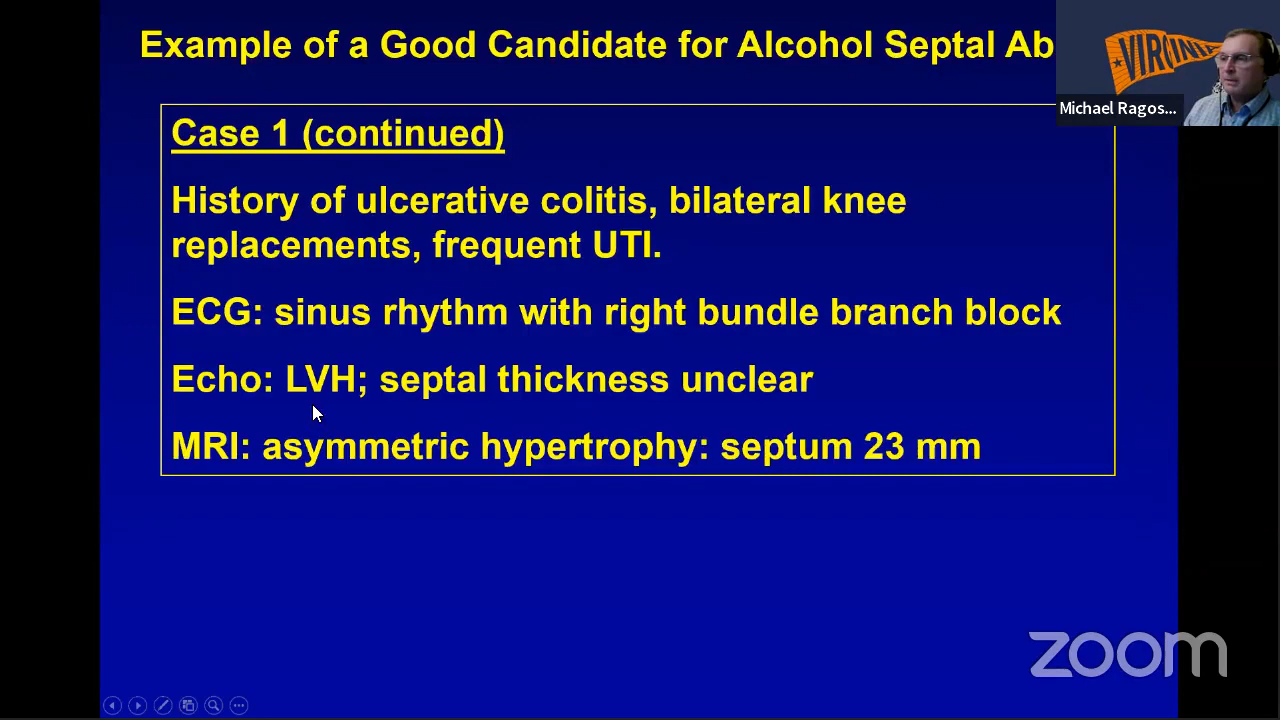 Example of a Good Candidate for Alcohol Septal Ab
VIRGINI
Michael Ragos...
Case 1 (continued)
History of ulcerative colitis, bilateral knee
replacements, frequent UTI.
ECG: sinus rhythm with right bundle branch block
Echo: LVH; septal thickness unclear
MRI: asymmetric hypertrophy: septum 23 mm
zoom